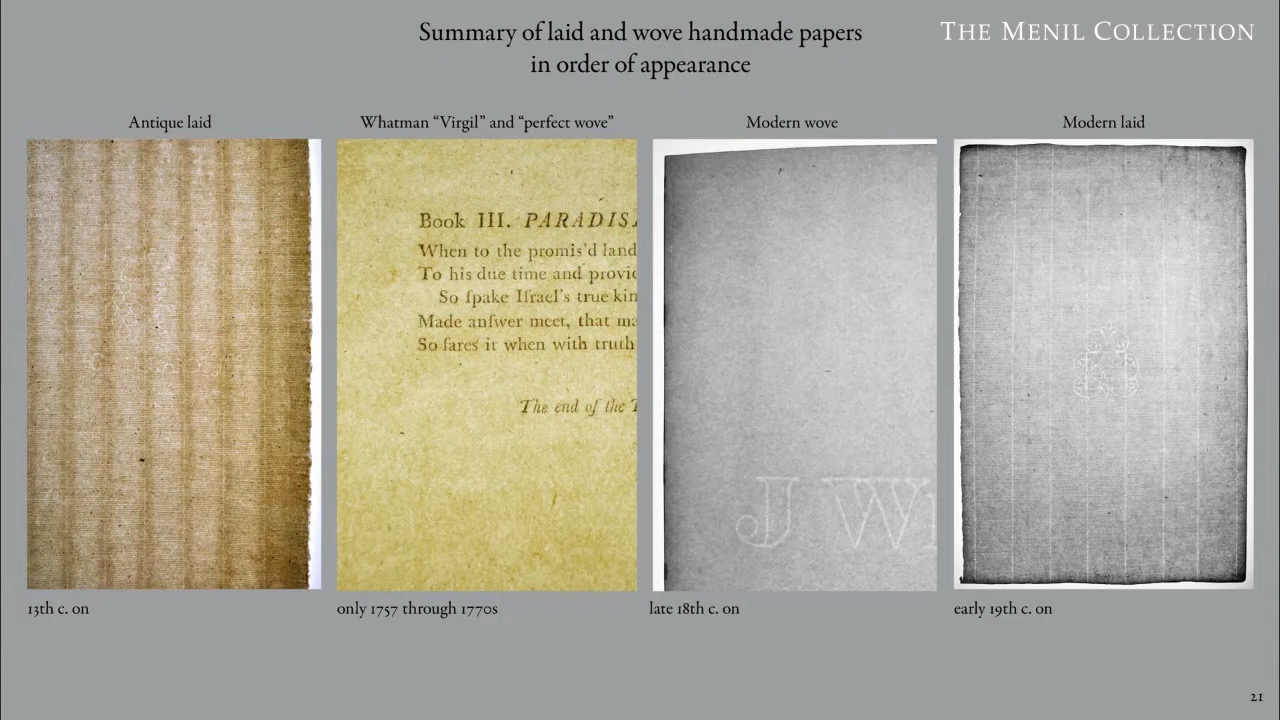 Summary of laid and wove handmade papers
in order of appearance
THE MENIL COLLECTION
Antique laid
Whatman “Virgil” and “perfect wove”
Modern wove
Modern laid
Book III. PARADIS
When to the promis'd land
To his due time and provi
So ſpake Iſrael's true kin
Made anſwer meet, that ma
So fares it when with truth
The end of the
J W
13th c. on
only 1757 through 1770s
late 18th c. on
early 19th c. on
21